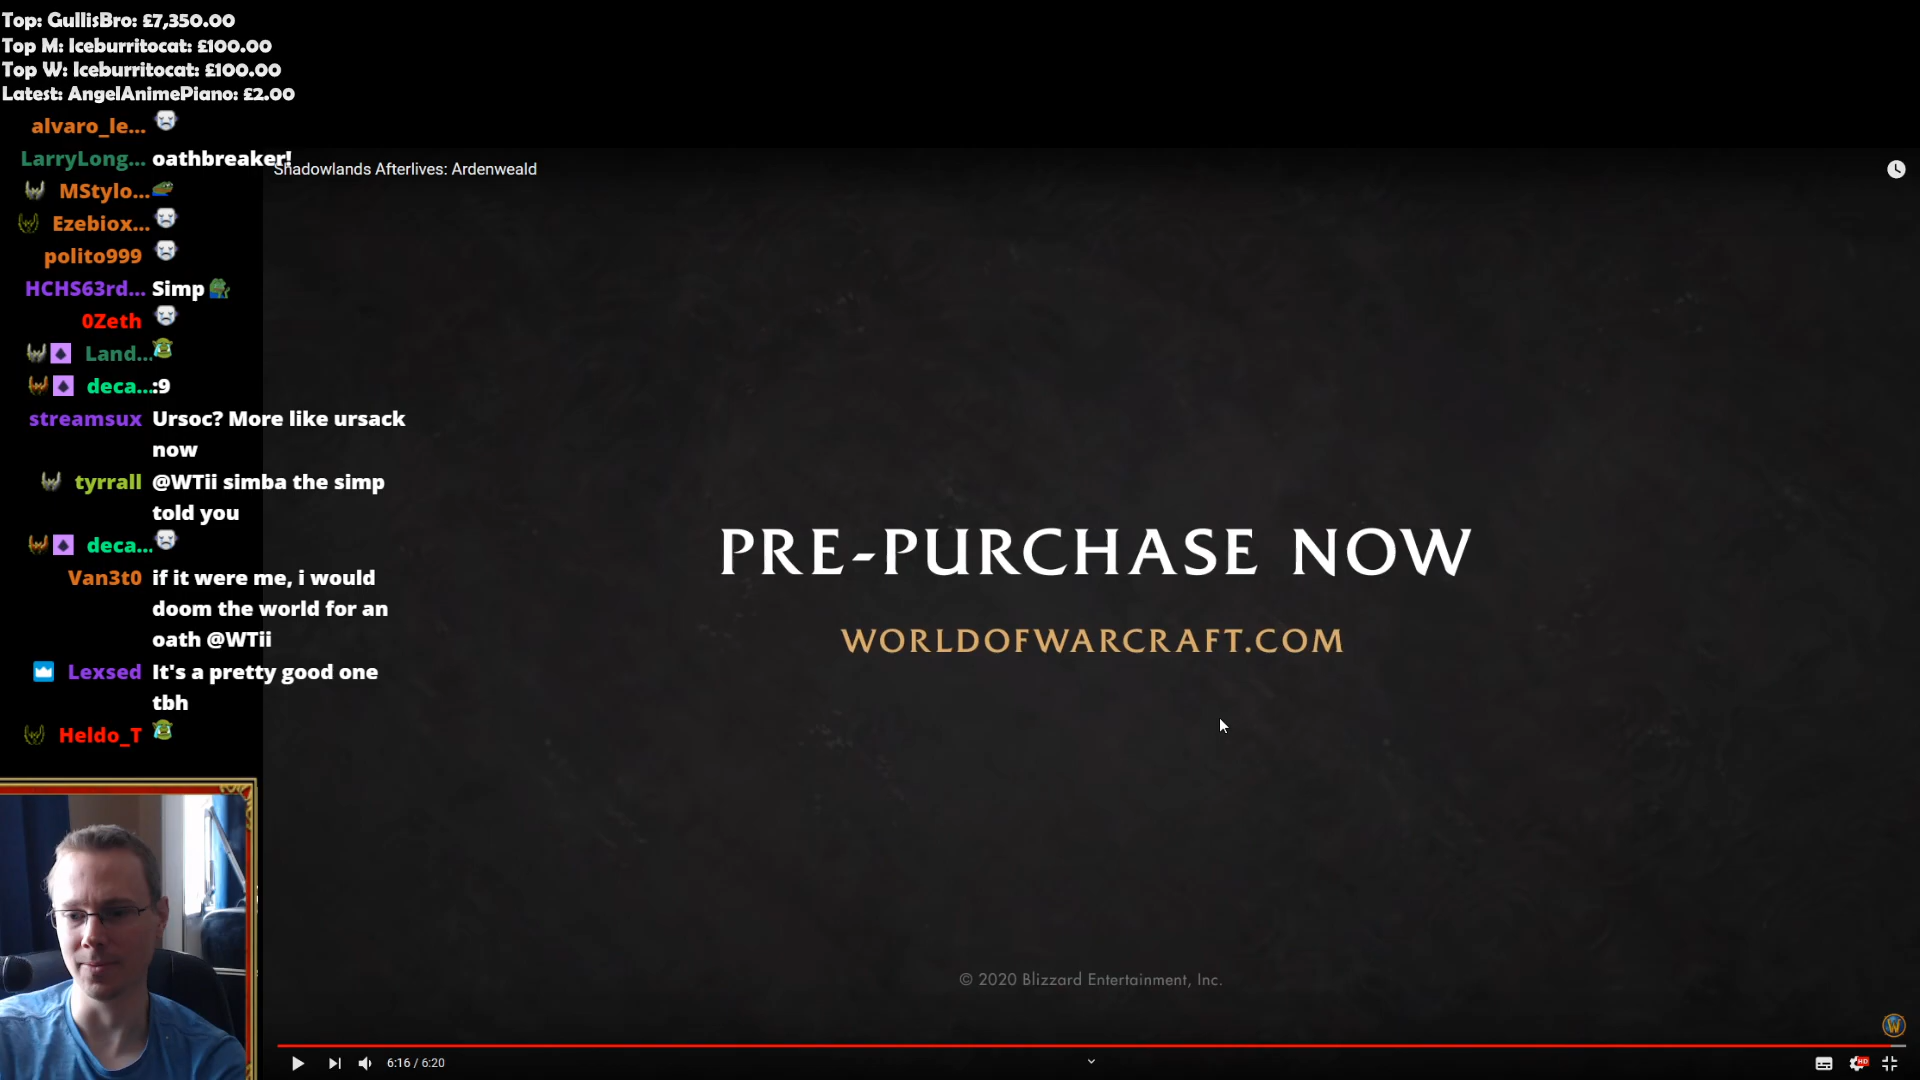 Top: GullisBro: £7,350.00
Top M: Iceburritocat: £100.00
Top W: Iceburritocat: £100.00
Latest: AngelAnimePiano: £2.00
alvaro_le...
LarryLong... oathbreaker!
Shadowlands Afterlives: Ardenweald
MStylo...
Ezebiox...
polito999
HCHS63rd... Simp
0Zeth
Land...
deca... :9
streamsux Ursoc? More like ursack
now
tyrrall @WTii simba the simp
told you
deca...
Van3t0 if it were me, i would
doom the world for an
oath @WTii
Lexsed It's a pretty good one
tbh
Heldo_T
PRE-PURCHASE NOW
WORLDOFWARCRAFT.COM
© 2020 Blizzard Entertainment, Inc.
W
6:16 / 6:20
HD